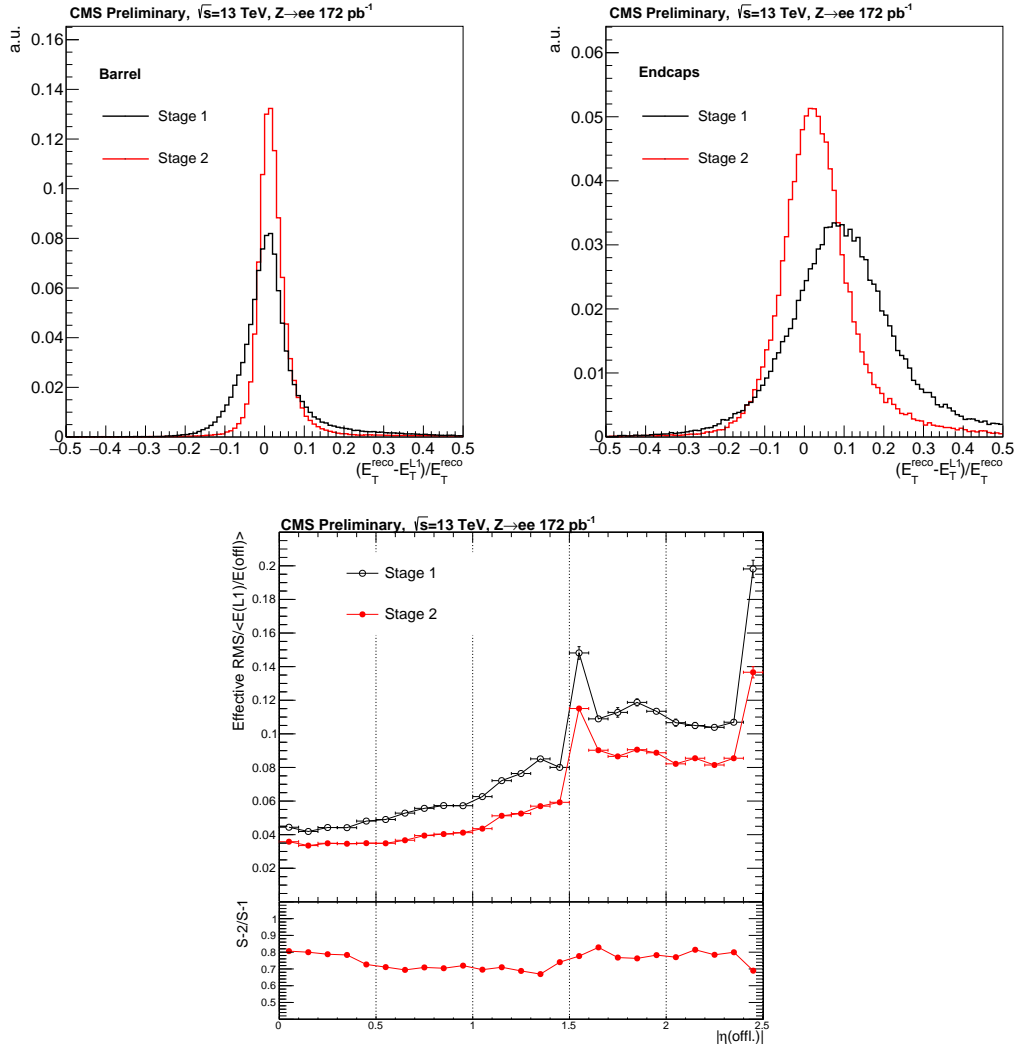 CMS Preliminary, √s=13 TeV, Z→ee 172 pb⁻¹
a.u.
0.16
0.14
0.12
0.1
0.08
0.06
0.04
0.02
0
Barrel
Stage 1
Stage 2
−0.5 −0.4 −0.3 −0.2 −0.1 0 0.1 0.2 0.3 0.4 0.5
(E_T^reco-E_T^L1)/E_T^reco
CMS Preliminary, √s=13 TeV, Z→ee 172 pb⁻¹
a.u.
0.06
0.05
0.04
0.03
0.02
0.01
0
Endcaps
Stage 1
Stage 2
−0.5 −0.4 −0.3 −0.2 −0.1 0 0.1 0.2 0.3 0.4 0.5
(E_T^reco-E_T^L1)/E_T^reco
CMS Preliminary, √s=13 TeV, Z→ee 172 pb⁻¹
Effective RMS/<E(L1)/E(offl)>
0.2
0.18
0.16
0.14
0.12
0.1
0.08
0.06
0.04
0.02
Stage 1
Stage 2
S-2/S-1
1
0.9
0.8
0.7
0.6
0.5
0 0.5 1 1.5 2 2.5
|η(offl.)|